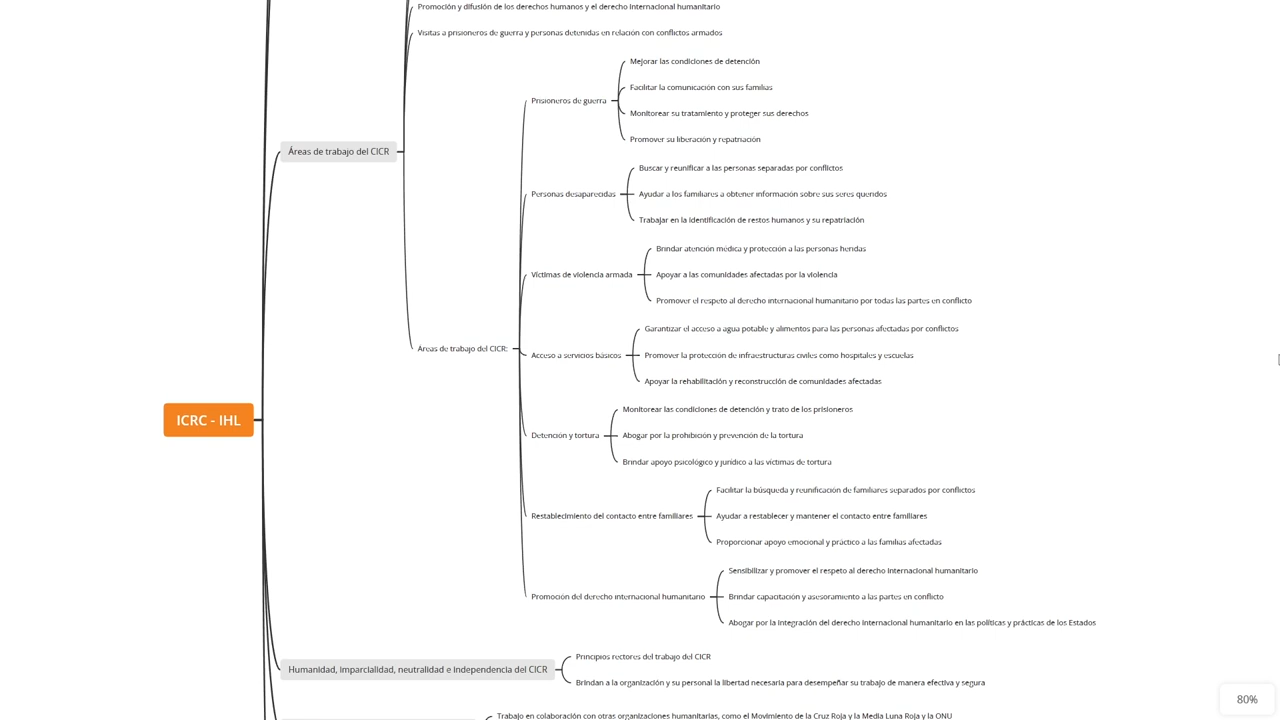 Promoción y difusión de los derechos humanos y el derecho internacional humanitario
Visitas a prisioneros de guerra y personas detenidas en relación con conflictos armados
Mejorar las condiciones de detención
Facilitar la comunicación con sus familias
Prisioneros de guerra
Monitorear su tratamiento y proteger sus derechos
Promover su liberación y repatriación
Áreas de trabajo del CICR
Buscar y reunificar a las personas separadas por conflictos
Personas desaparecidas
Ayudar a los familiares a obtener información sobre sus seres queridos
Trabajar en la identificación de restos humanos y su repatriación
Brindar atención médica y protección a las personas heridas
Víctimas de violencia armada
Apoyar a las comunidades afectadas por la violencia
Promover el respeto al derecho internacional humanitario por todas las partes en conflicto
Áreas de trabajo del CICR:
Garantizar el acceso a agua potable y alimentos para las personas afectadas por conflictos
Acceso a servicios básicos
Promover la protección de infraestructuras civiles como hospitales y escuelas
Apoyar la rehabilitación y reconstrucción de comunidades afectadas
ICRC - IHL
Monitorear las condiciones de detención y trato de los prisioneros
Detención y tortura
Abogar por la prohibición y prevención de la tortura
Brindar apoyo psicológico y jurídico a las víctimas de tortura
Facilitar la búsqueda y reunificación de familiares separados por conflictos
Restablecimiento del contacto entre familiares
Ayudar a restablecer y mantener el contacto entre familiares
Proporcionar apoyo emocional y práctico a las familias afectadas
Sensibilizar y promover el respeto al derecho internacional humanitario
Promoción del derecho internacional humanitario
Brindar capacitación y asesoramiento a las partes en conflicto
Abogar por la integración del derecho internacional humanitario en las políticas y prácticas de los Estados
Humanidad, imparcialidad, neutralidad e independencia del CICR
Principios rectores del trabajo del CICR
Brindan a la organización y su personal la libertad necesaria para desempeñar su trabajo de manera efectiva y segura
Trabajo en colaboración con otras organizaciones humanitarias, como el Movimiento de la Cruz Roja y la Media Luna Roja y la ONU
80%